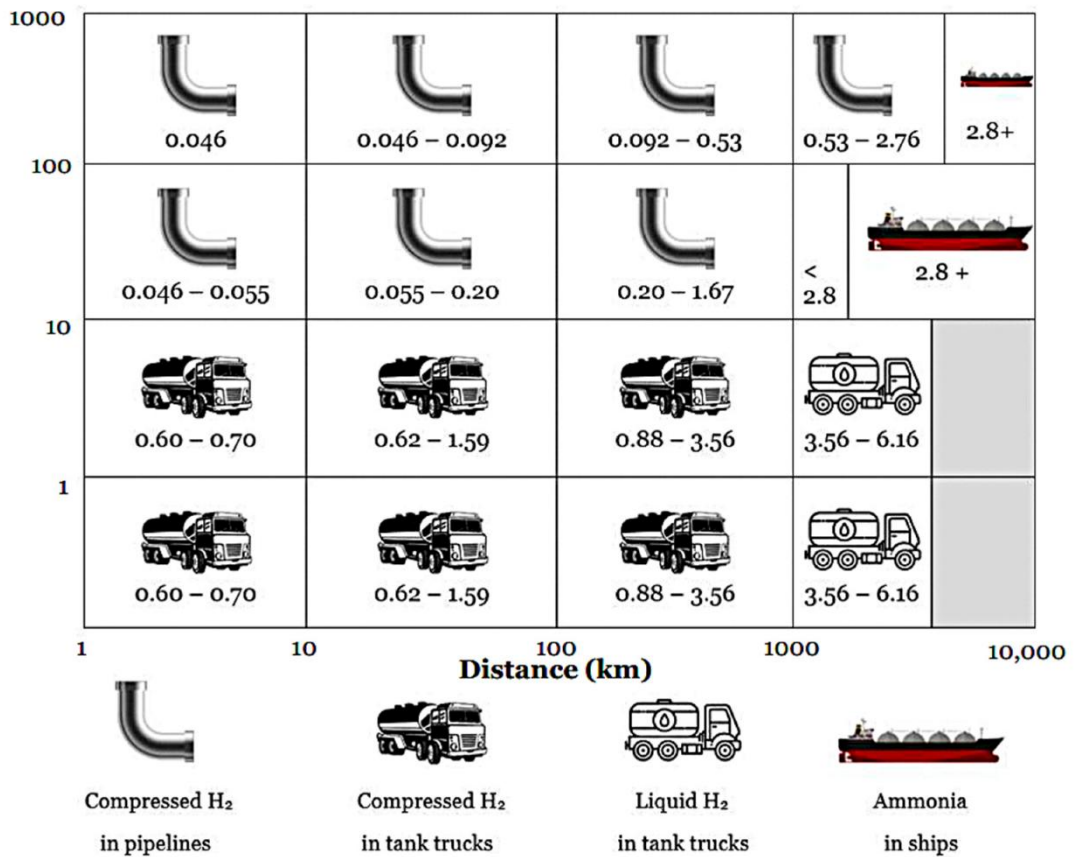 1000
0.046
0.046 – 0.092
0.092 – 0.53
0.53 – 2.76
2.8+
100
0.046 – 0.055
0.055 – 0.20
0.20 – 1.67
<
2.8
2.8 +
10
0.60 – 0.70
0.62 – 1.59
0.88 – 3.56
3.56 – 6.16
1
0.60 – 0.70
0.62 – 1.59
0.88 – 3.56
3.56 – 6.16
1 10 100 1000 10,000
Distance (km)
Compressed H₂
in pipelines
Compressed H₂
in tank trucks
Liquid H₂
in tank trucks
Ammonia
in ships